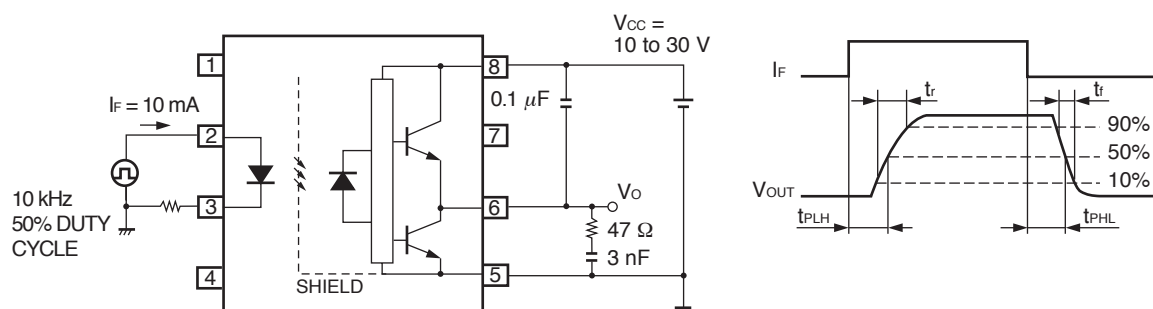 VCC =
10 to 30 V
1
8
0.1 μF
IF = 10 mA
2
7
10 kHz
50% DUTY
CYCLE
3
6
VO
47 Ω
3 nF
4
5
SHIELD
IF
tr
tf
90%
50%
10%
VOUT
tPLH
tPHL